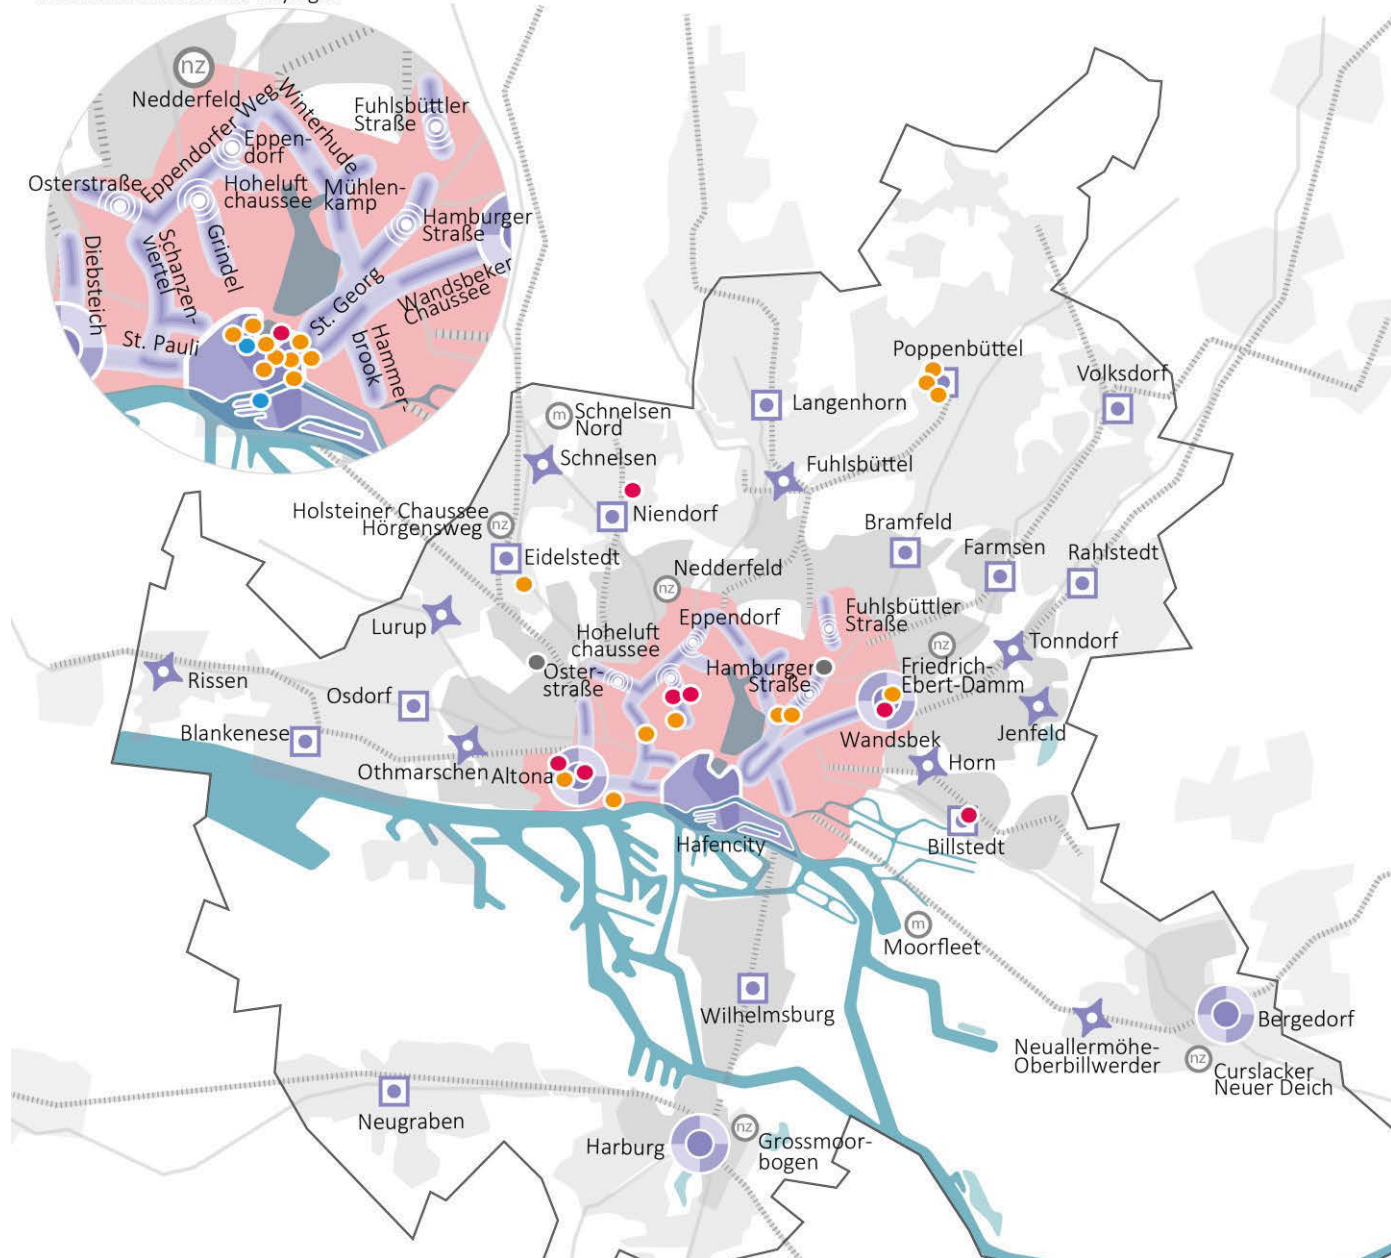 nz
Nedderfeld
Eppendorfer Weg
Winterhude
Fuhlsbüttler
Straße
Eppen-
dorf
Osterstraße
Hoheluft
chaussee
Mühlen-
kamp
Hamburger
Straße
Diebsteich
Schanzen-
viertel
Grindel
St. Georg
Wandsbeker
Chaussee
St. Pauli
Hammer-
brook
Poppenbüttel
Volksdorf
Langenhorn
m
Schnelsen
Nord
Schnelsen
Fuhlsbüttel
Holsteiner Chaussee
Hörgensweg
nz
Niendorf
Bramfeld
Eidelstedt
Farmsen
Rahlstedt
Nedderfeld
nz
Lurup
Eppendorf
Fuhlsbüttler
Straße
Hoheluft
chaussee
nz
Tonndorf
Rissen
Oster-
straße
Hamburger
Straße
Friedrich-
Ebert-Damm
Osdorf
Blankenese
Wandsbek
Jenfeld
Othmarschen
Altona
Horn
Hafencity
Billstedt
m
Moorfleet
Wilhelmsburg
Bergedorf
Neuallermöhe-
Oberbillwerder
nz
Curslacker
Neuer Deich
Neugraben
Harburg
nz
Grossmoor-
bogen